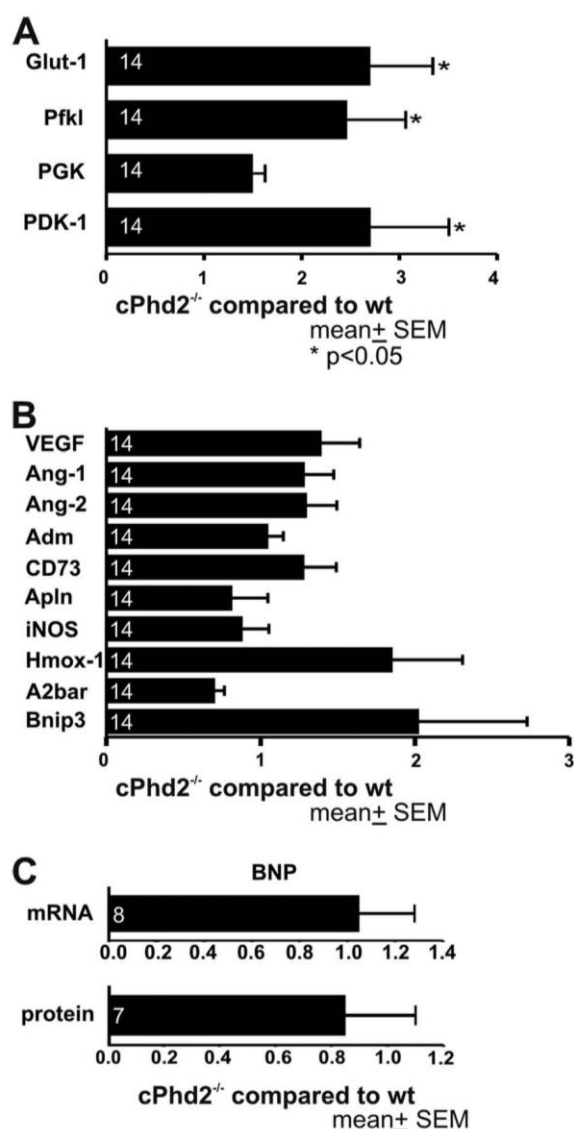 A
Glut-1 14 *
Pfkl 14 *
PGK 14
PDK-1 14 *
0 1 2 3 4
cPhd2-/- compared to wt
mean± SEM
* p<0.05
B
VEGF 14
Ang-1 14
Ang-2 14
Adm 14
CD73 14
Apln 14
iNOS 14
Hmox-1 14
A2bar 14
Bnip3 14
0 1 2 3
cPhd2-/- compared to wt
mean± SEM
C
BNP
mRNA 8
0.0 0.2 0.4 0.6 0.8 1.0 1.2 1.4
protein 7
0.0 0.2 0.4 0.6 0.8 1.0 1.2
cPhd2-/- compared to wt
mean± SEM